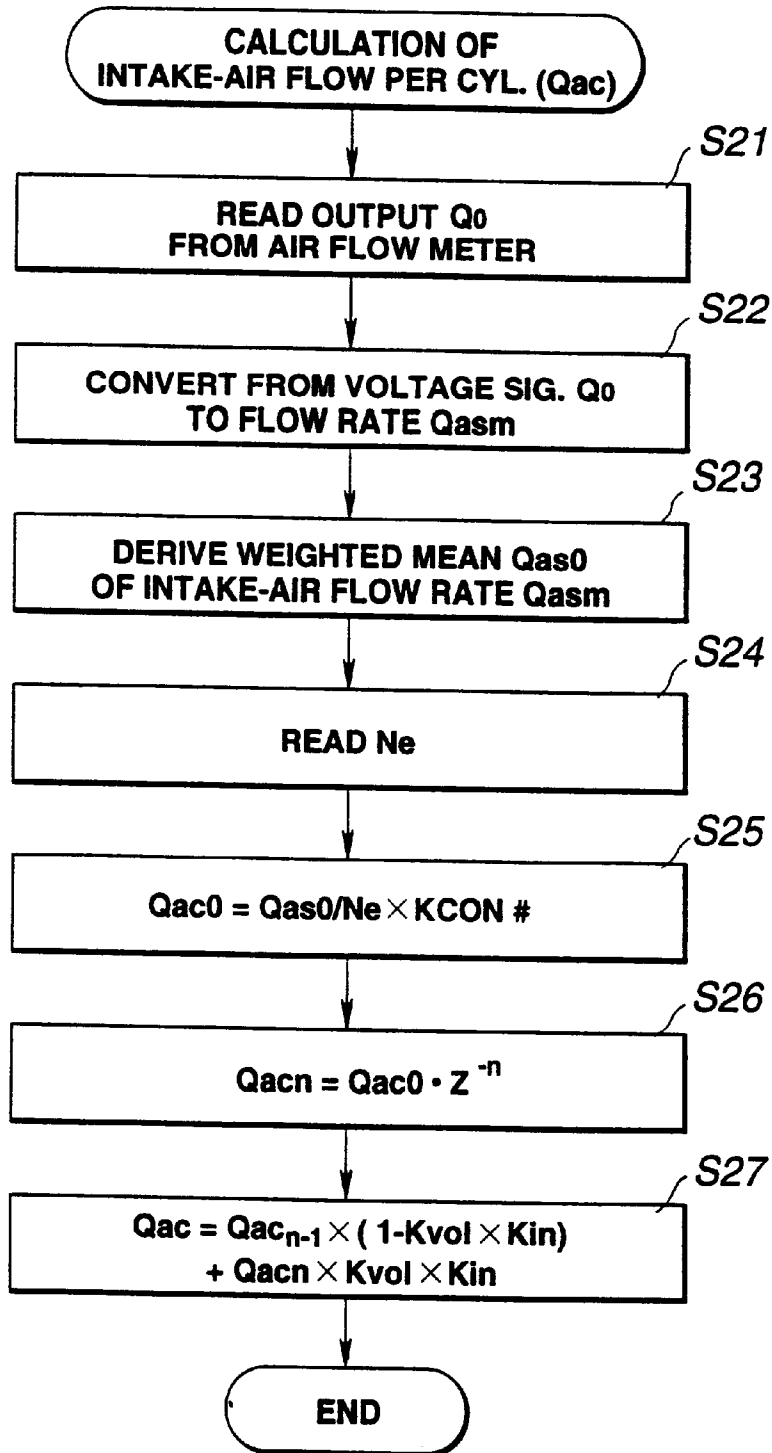 CALCULATION OF
INTAKE-AIR FLOW PER CYL. (Qac)
S21
READ OUTPUT Q0
FROM AIR FLOW METER
S22
CONVERT FROM VOLTAGE SIG. Q0
TO FLOW RATE Qasm
S23
DERIVE WEIGHTED MEAN Qas0
OF INTAKE-AIR FLOW RATE Qasm
S24
READ Ne
S25
Qac0 = Qas0/Ne × KCON #
S26
Qacn = Qac0 · Z⁻ⁿ
S27
Qac = Qacₙ₋₁ × ( 1-Kvol × Kin)
+ Qacn × Kvol × Kin
END